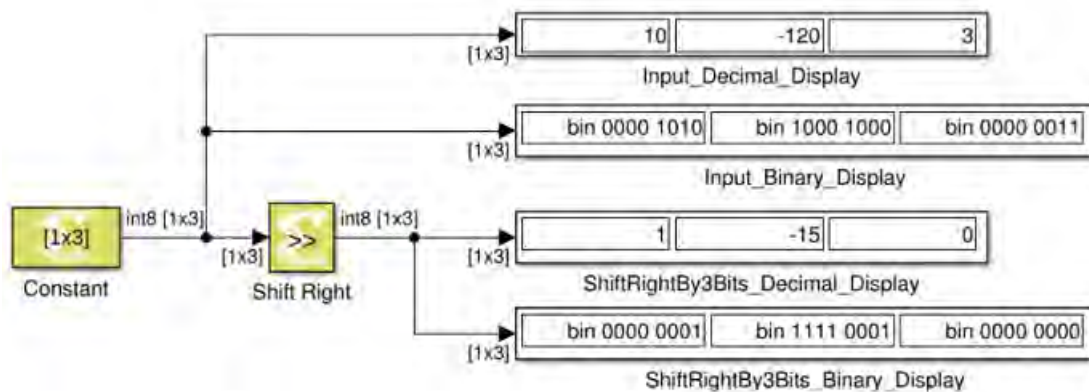 10 -120 3
[1x3]
Input_Decimal_Display
bin 0000 1010 bin 1000 1000 bin 0000 0011
[1x3]
Input_Binary_Display
[1x3]
int8 [1x3]
Constant
[1x3]
>>
int8 [1x3]
Shift Right
1 -15 0
[1x3]
ShiftRightBy3Bits_Decimal_Display
bin 0000 0001 bin 1111 0001 bin 0000 0000
[1x3]
ShiftRightBy3Bits_Binary_Display